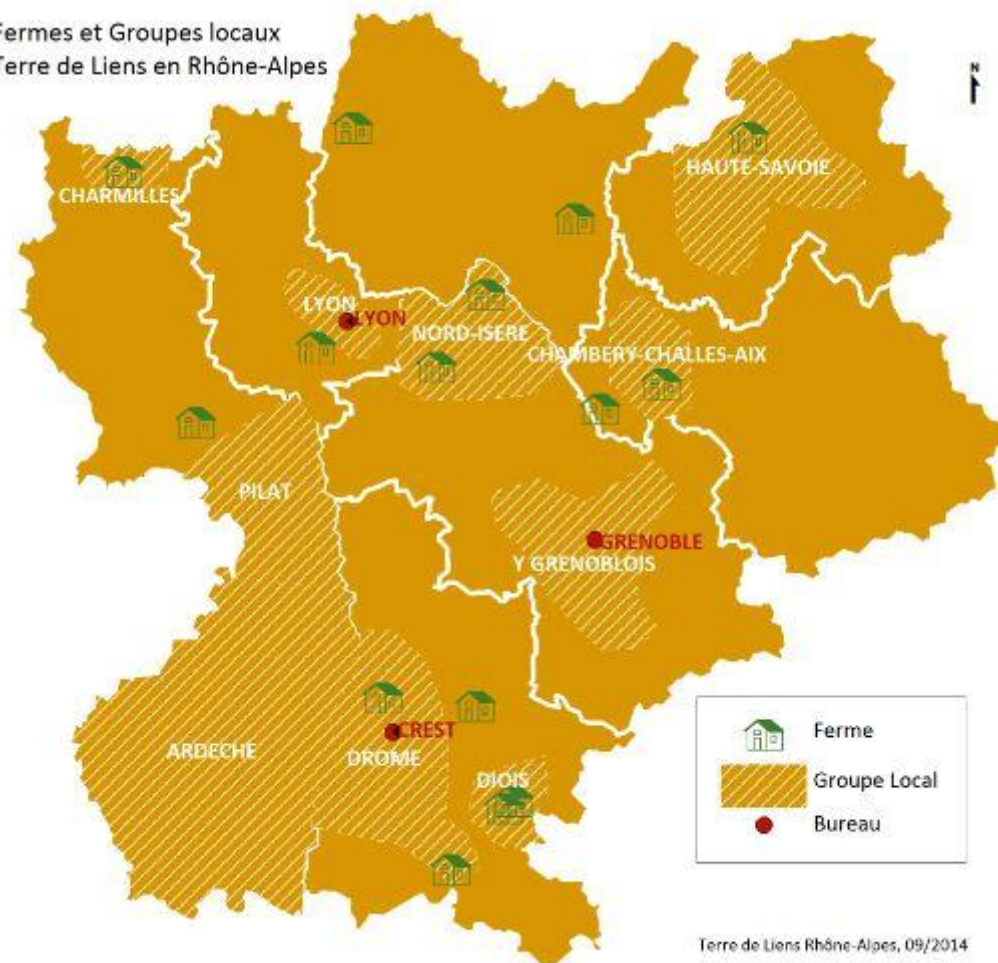 Fermes et Groupes locaux
Terre de Liens en Rhône-Alpes
N
CHARMILLES
HAUTE-SAVOIE
LYON
LYON
NORD-ISERE
CHAMBERY-CHALLES-AIX
PILAT
GRENOBLE
Y GRENOBLOIS
CREST
ARDECHE
DROME
DIOIS
Ferme
Groupe Local
Bureau
Terre de Liens Rhône-Alpes, 09/2014